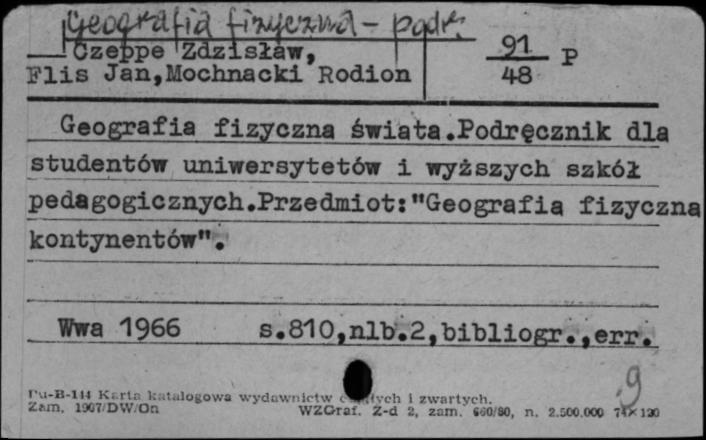 Geografia fizyczna - podr.
Czeppe Zdzisław,
Flis Jan,Mochnacki Rodion
91
48 P
Geografia fizyczna świata.Podręcznik dla
studentów uniwersytetów i wyższych szkół
pedagogicznych.Przedmiot:"Geografia fizyczna
kontynentów".
Wwa 1966 s.810,nlb.2,bibliogr.,err.
9
Pu-B-144 Karta katalogowa wydawnictw i zwartych.
Zam. 1907/DW/On WZGraf. Z-d 2, zam. 660/80, n. 2.500.000 74×120